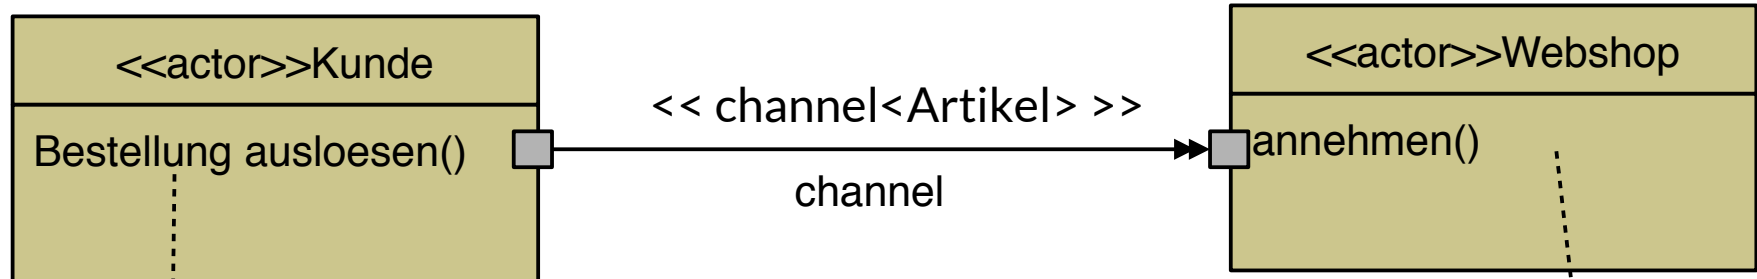 <<actor>>Kunde
Bestellung ausloesen()
<< channel<Artikel> >>
channel
<<actor>>Webshop
annehmen()